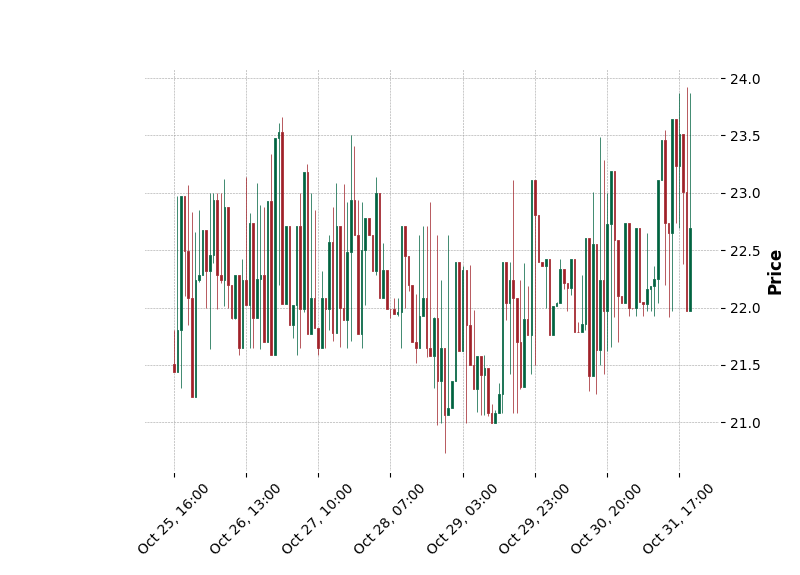 24.0
23.5
23.0
22.5
22.0
21.5
21.0
Price
Oct 25, 16:00
Oct 26, 13:00
Oct 27, 10:00
Oct 28, 07:00
Oct 29, 03:00
Oct 29, 23:00
Oct 30, 20:00
Oct 31, 17:00